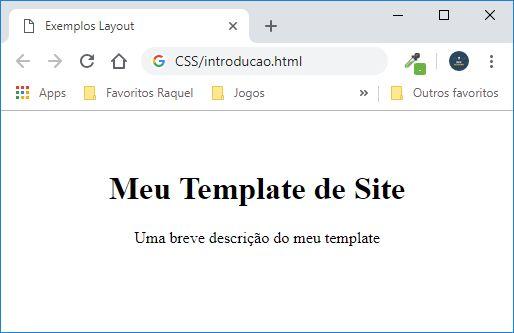 Exemplos Layout
CSS/introducao.html
Apps Favoritos Raquel Jogos » Outros favoritos
Meu Template de Site
Uma breve descrição do meu template